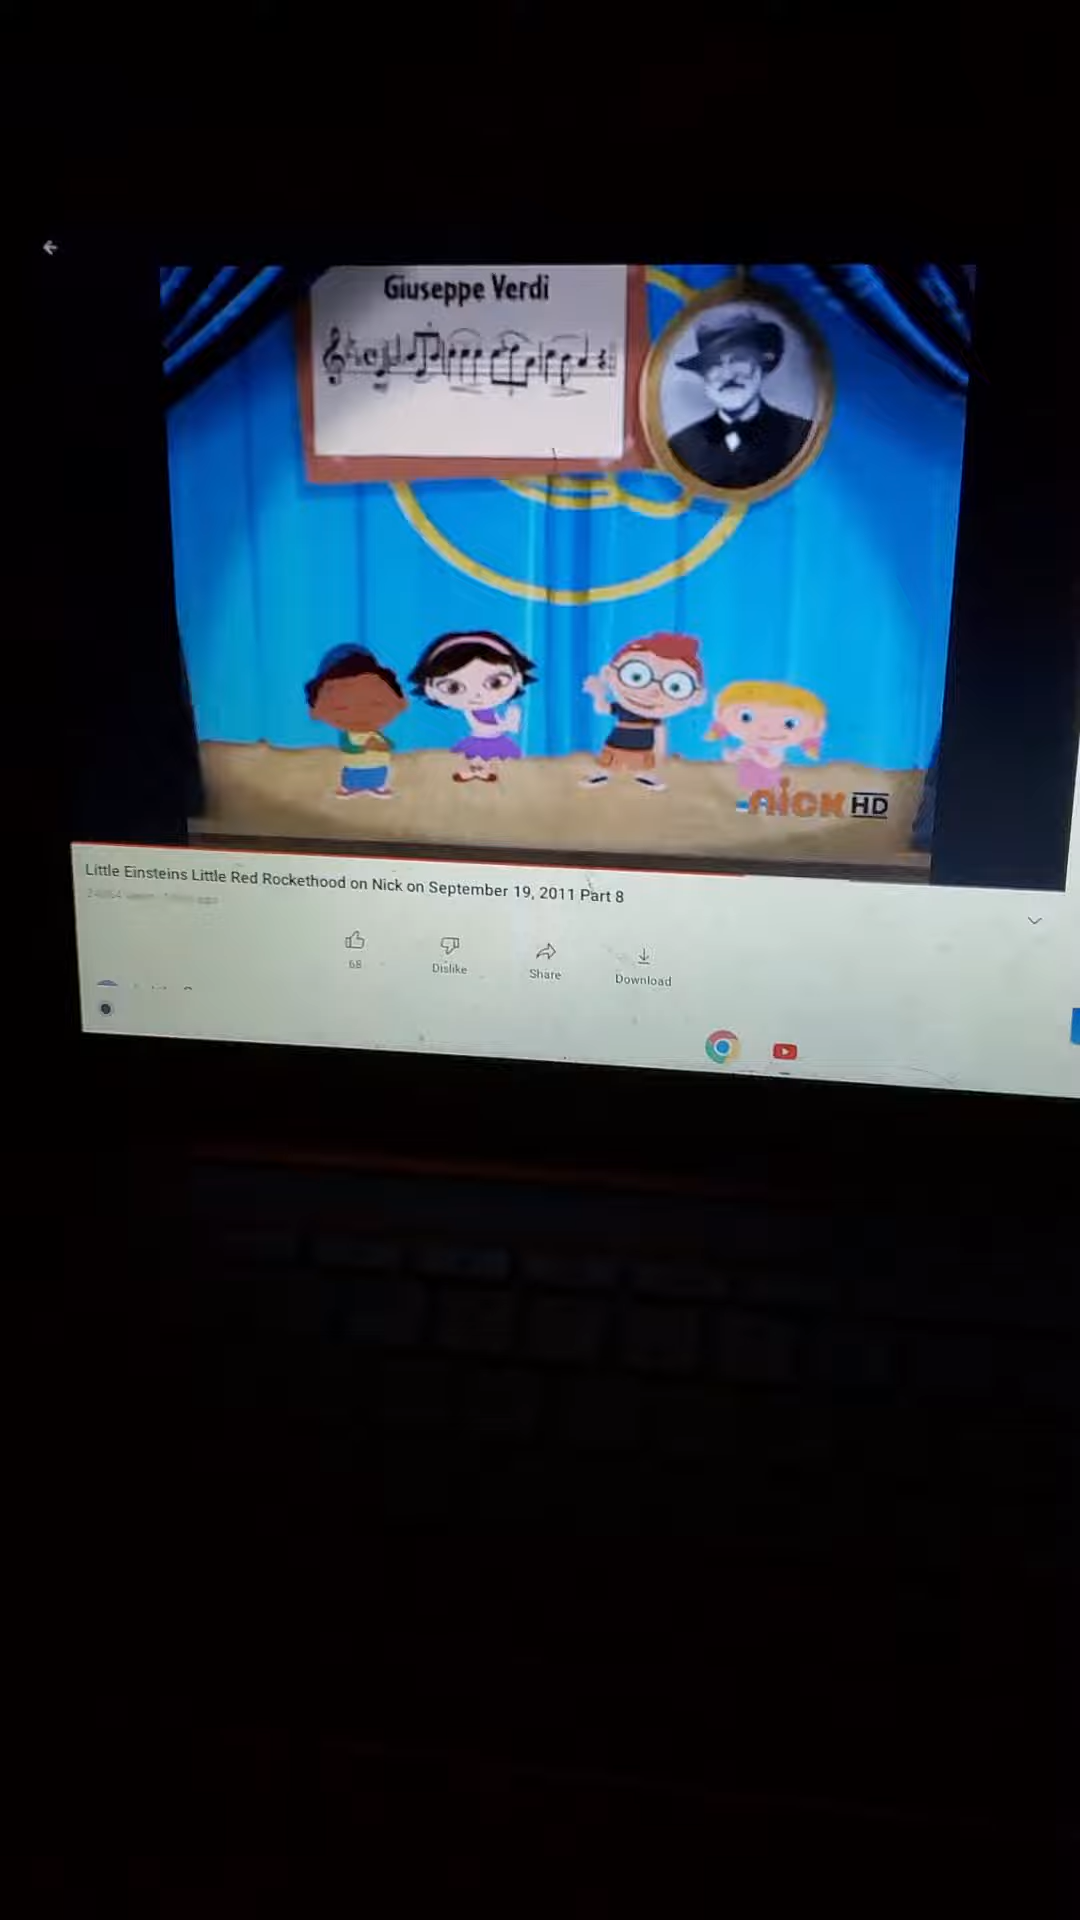 Giuseppe Verdi
nick HD
Little Einsteins Little Red Rockethood on Nick on September 19, 2011 Part 8
68
Dislike
Share
Download